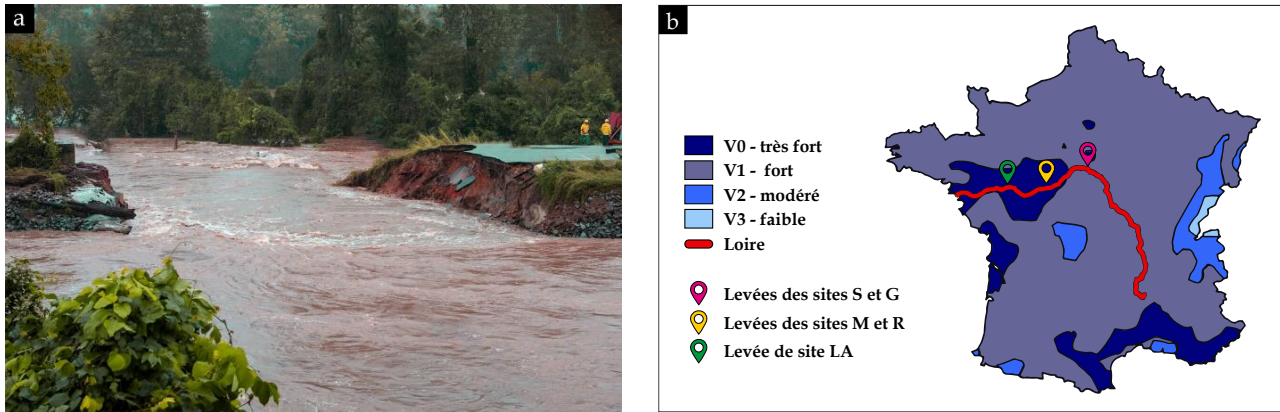 a
b
V0 - très fort
V1 - fort
V2 - modéré
V3 - faible
Loire
Levées des sites S et G
Levées des sites M et R
Levée de site LA